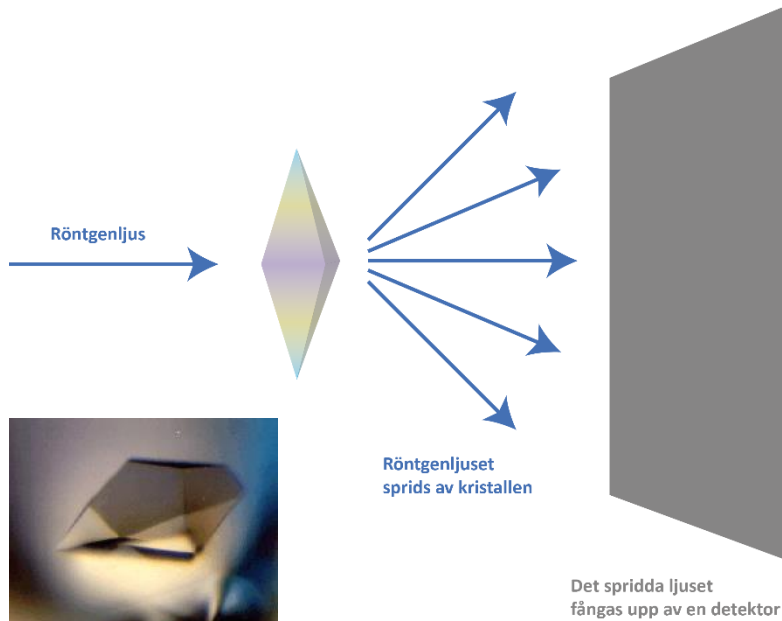 Röntgenljus
Röntgenljuset
sprids av kristallen
Det spridda ljuset
fångas upp av en detektor